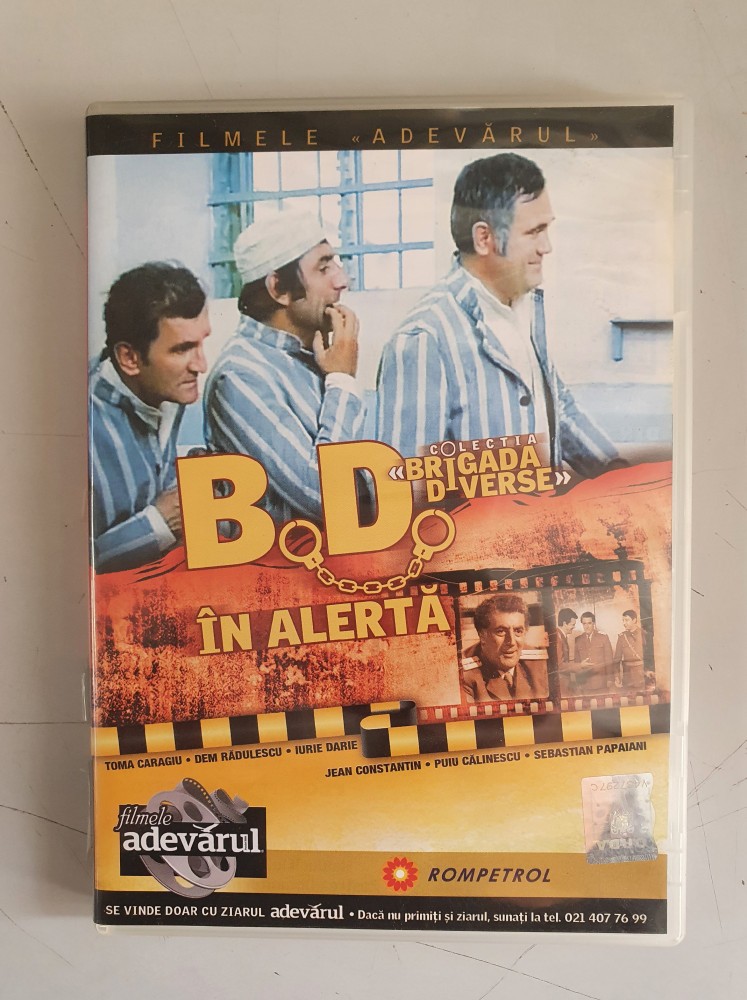 FILMELE «ADEVĂRUL»
COLECȚIA
«BRIGADA
DIVERSE»
B.D.
ÎN ALERTĂ
TOMA CARAGIU • DEM RĂDULESCU • IURIE DARIE
JEAN CONSTANTIN • PUIU CĂLINESCU • SEBASTIAN PAPAIANI
filmele
adevărul
ROMPETROL
SE VINDE DOAR CU ZIARUL adevărul • Dacă nu primiți și ziarul, sunați la tel. 021 407 76 99